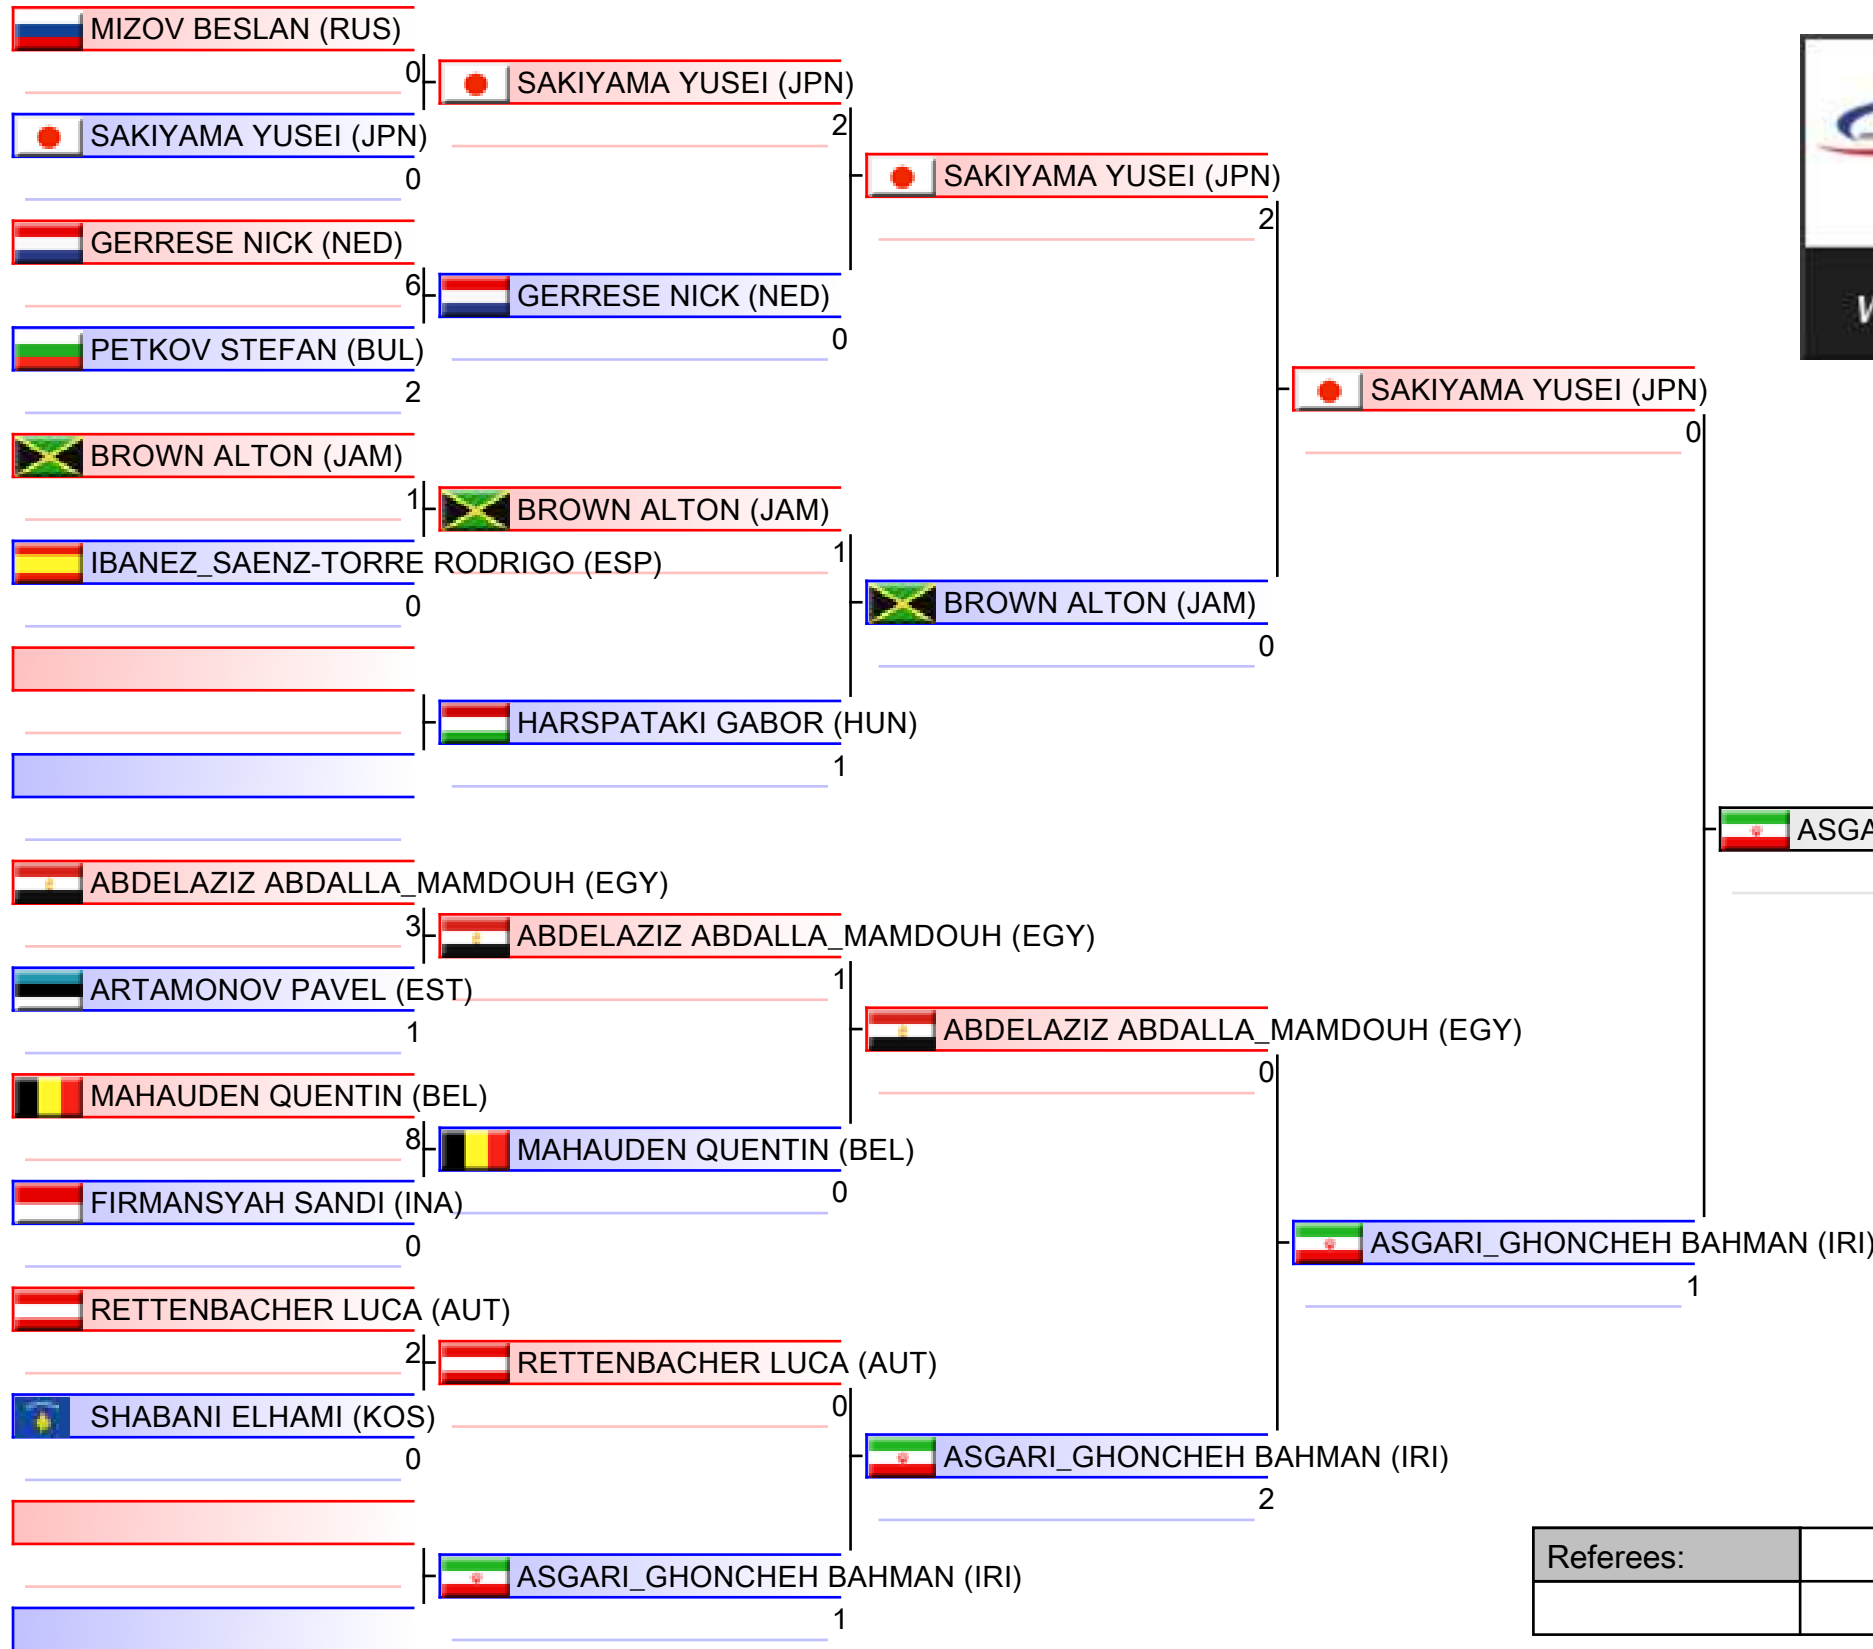 MIZOV BESLAN (RUS)
0
SAKIYAMA YUSEI (JPN)
0
GERRESE NICK (NED)
6
PETKOV STEFAN (BUL)
2
BROWN ALTON (JAM)
1
IBANEZ_SAENZ-TORRE RODRIGO (ESP)
0
ABDELAZIZ ABDALLA_MAMDOUH (EGY)
3
ARTAMONOV PAVEL (EST)
1
MAHAUDEN QUENTIN (BEL)
8
FIRMANSYAH SANDI (INA)
0
RETTENBACHER LUCA (AUT)
2
SHABANI ELHAMI (KOS)
0
SAKIYAMA YUSEI (JPN)
2
GERRESE NICK (NED)
0
BROWN ALTON (JAM)
1
HARSPATAKI GABOR (HUN)
1
ABDELAZIZ ABDALLA_MAMDOUH (EGY)
1
MAHAUDEN QUENTIN (BEL)
0
RETTENBACHER LUCA (AUT)
0
ASGARI_GHONCHEH BAHMAN (IRI)
1
SAKIYAMA YUSEI (JPN)
2
BROWN ALTON (JAM)
0
ABDELAZIZ ABDALLA_MAMDOUH (EGY)
0
ASGARI_GHONCHEH BAHMAN (IRI)
2
SAKIYAMA YUSEI (JPN)
0
ASGARI_GHONCHEH BAHMAN (IRI)
1
Referees: